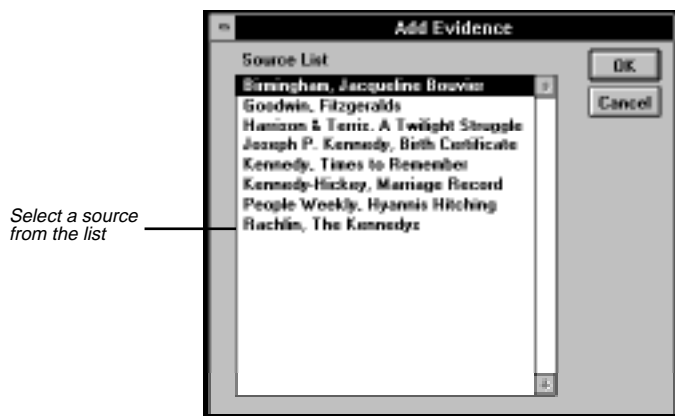 Add Evidence
Source List
OK
Cancel
Birmingham, Jacqueline Bouvier
Goodwin, Fitzgeralds
Harrison & Terris, A Twilight Struggle
Joseph P. Kennedy, Birth Certificate
Kennedy, Times to Remember
Kennedy-Hickey, Marriage Record
People Weekly, Hyannis Hitching
Rachlin, The Kennedys
Select a source
from the list